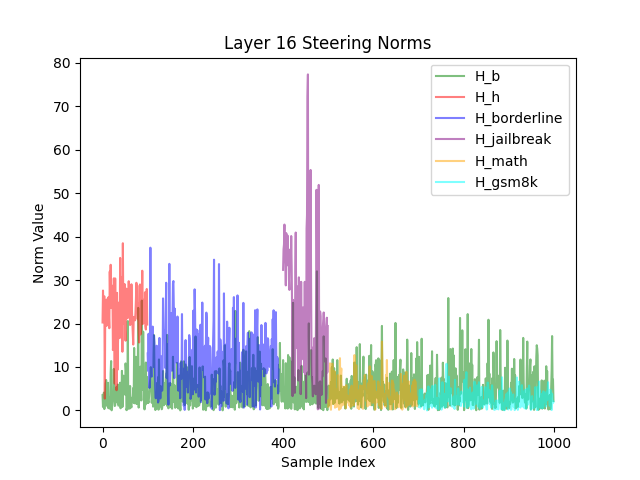 Layer 16 Steering Norms
Norm Value
80
70
60
50
40
30
20
10
0
H_b
H_h
H_borderline
H_jailbreak
H_math
H_gsm8k
0
200
400
600
800
1000
Sample Index